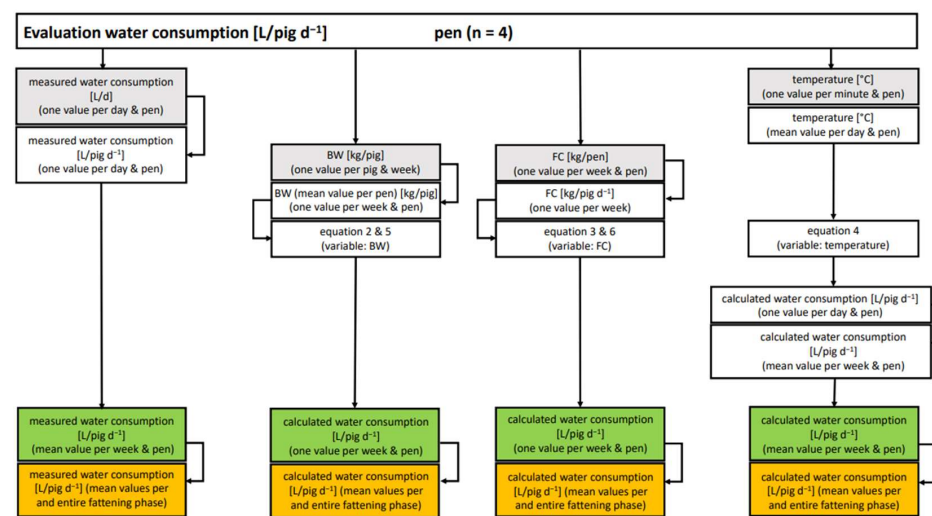 Evaluation water consumption [L/pig d⁻¹] pen (n = 4)
measured water consumption
[L/d]
(one value per day & pen)
measured water consumption
[L/pig d⁻¹]
(one value per day & pen)
measured water consumption
[L/pig d⁻¹]
(mean value per week & pen)
measured water consumption
[L/pig d⁻¹] (mean values per
and entire fattening phase)
BW [kg/pig]
(one value per pig & week)
BW (mean value per pen) [kg/pig]
(one value per week & pen)
equation 2 & 5
(variable: BW)
calculated water consumption
[L/pig d⁻¹]
(one value per week & pen)
calculated water consumption
[L/pig d⁻¹] (mean values per
and entire fattening phase)
FC [kg/pen]
(one value per week & pen)
FC [kg/pig d⁻¹]
(one value per week)
equation 3 & 6
(variable: FC)
calculated water consumption
[L/pig d⁻¹]
(one value per week & pen)
calculated water consumption
[L/pig d⁻¹] (mean values per
and entire fattening phase)
temperature [°C]
(one value per minute & pen)
temperature [°C]
(mean value per day & pen)
equation 4
(variable: temperature)
calculated water consumption [L/pig d⁻¹]
(one value per day & pen)
calculated water consumption
[L/pig d⁻¹]
(mean value per week & pen)
calculated water consumption
[L/pig d⁻¹]
(mean value per week & pen)
calculated water consumption
[L/pig d⁻¹] (mean values per
and entire fattening phase)